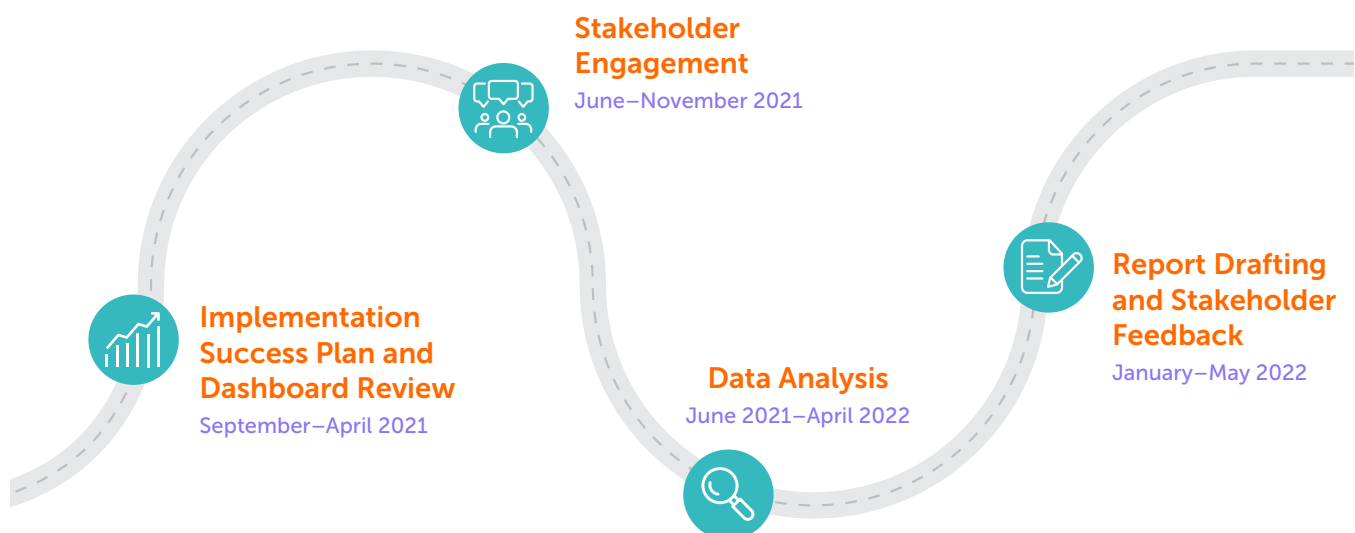 Stakeholder
Engagement
June–November 2021
Implementation
Success Plan and
Dashboard Review
September–April 2021
Data Analysis
June 2021–April 2022
Report Drafting
and Stakeholder
Feedback
January–May 2022